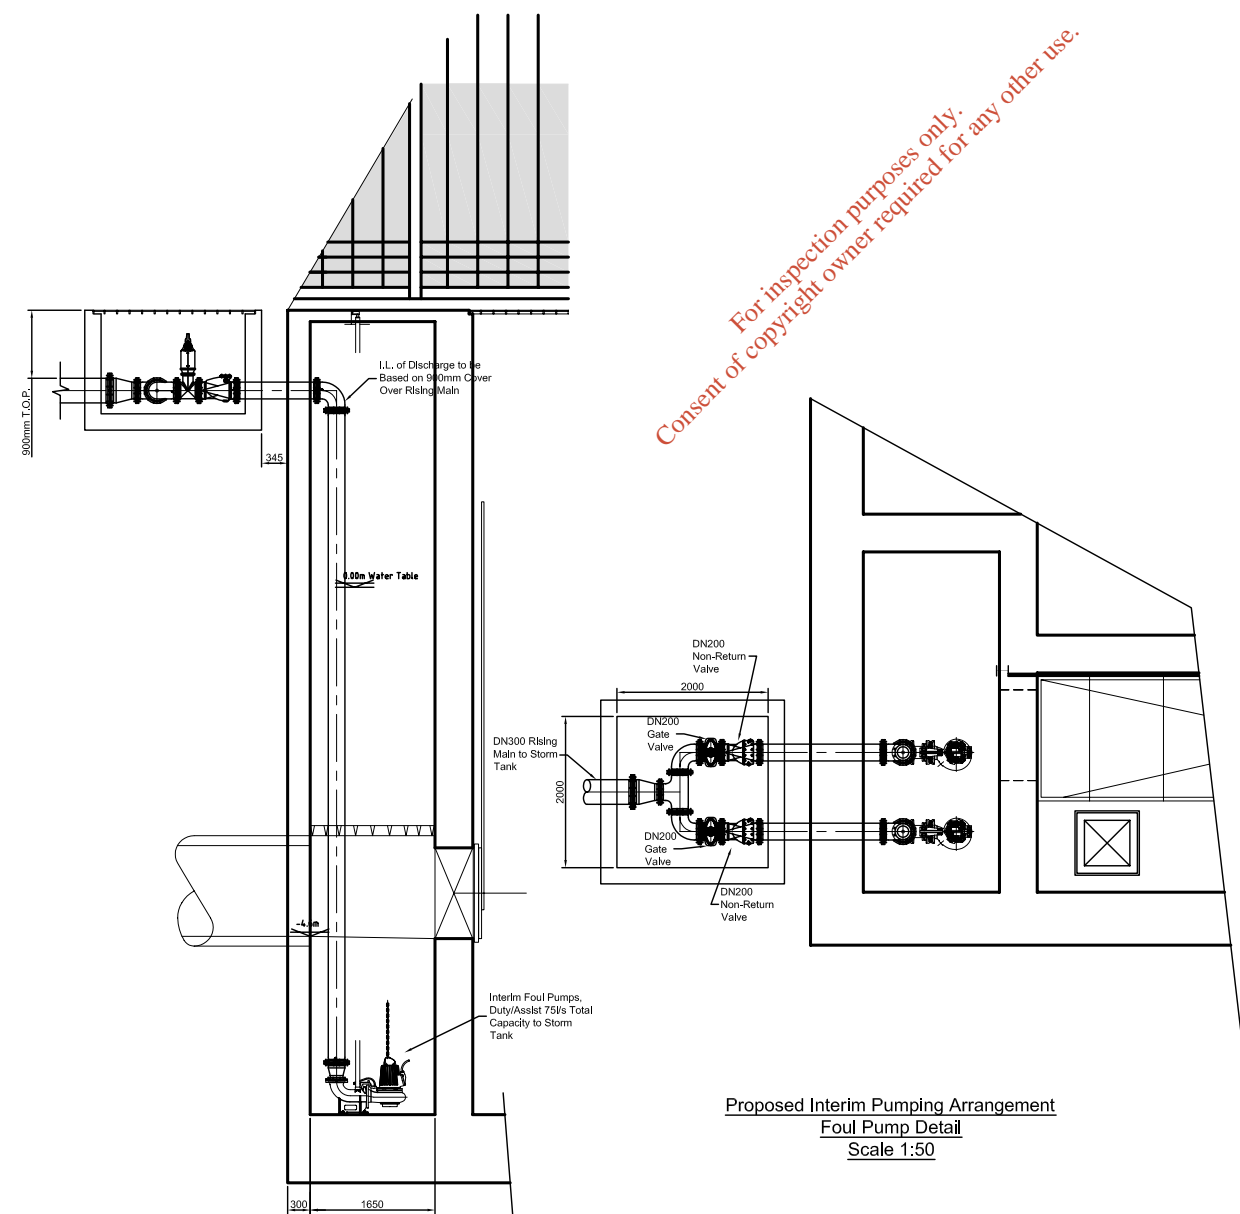 For inspection purposes only.
Consent of copyright owner required for any other use.
I.L. of Discharge to be
Based on 900mm Cover
Over Rising Main
900mm T.O.P.
345
0.00m Water Table
DN200
Non-Return
Valve
2000
DN200
Gate
Valve
DN300 Rising
Main to Storm
Tank
2000
DN200
Gate
Valve
DN200
Non-Return
Valve
Interim Foul Pumps,
Duty/Assist 75l/s Total
Capacity to Storm
Tank
Proposed Interim Pumping Arrangement
Foul Pump Detail
Scale 1:50
300
1650